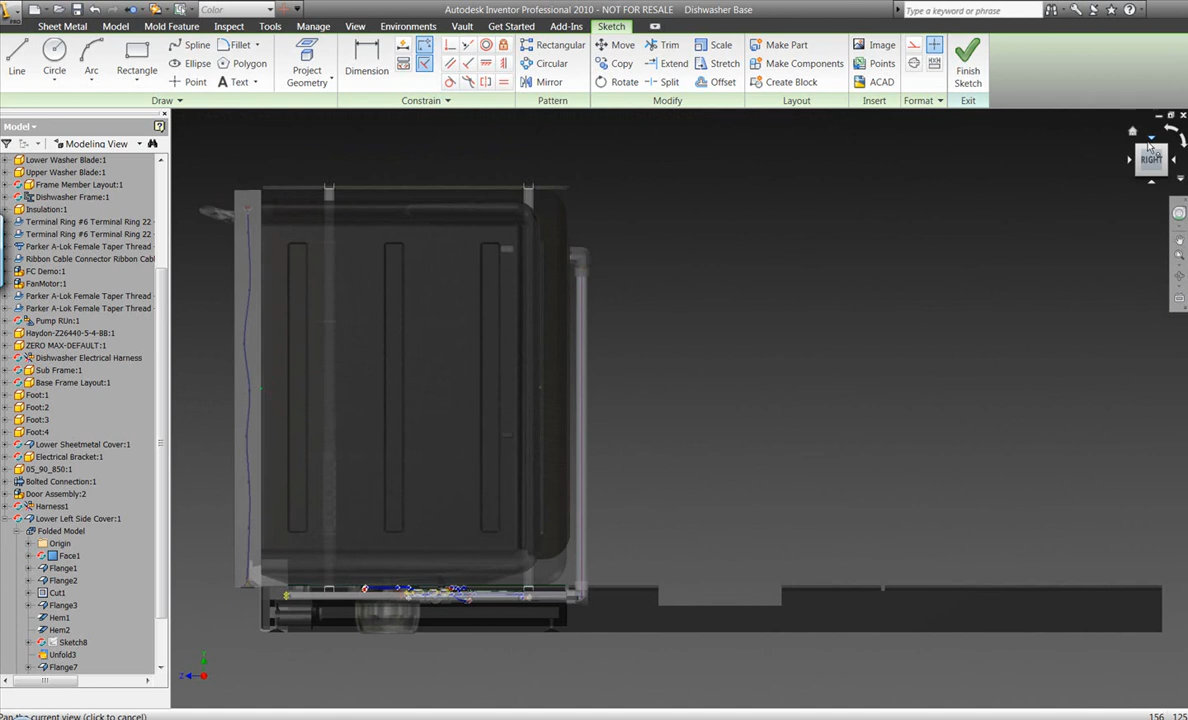 PRO
Color
Autodesk Inventor Professional 2010 - NOT FOR RESALE   Dishwasher Base
Type a keyword or phrase
Sheet Metal
Model
Mold Feature
Inspect
Tools
Manage
View
Environments
Get Started
Add-Ins
Sketch
Line
Circle
Arc
Rectangle
Spline
Fillet
Ellipse
Polygon
Point
Text
Project
Geometry
Dimension
Rectangular
Circular
Mirror
Move
Trim
Scale
Copy
Extend
Stretch
Rotate
Split
Offset
Make Part
Make Components
Create Block
Image
Points
ACAD
Finish
Sketch
Draw
Constrain
Pattern
Modify
Layout
Insert
Format
Exit
Model
Modeling View
Lower Washer Blade:1
Upper Washer Blade:1
Frame Member Layout:1
Dishwasher Frame:1
Insulation:1
Terminal Ring #6 Terminal Ring 22
Terminal Ring #6 Terminal Ring 22
Parker A-Lok Female Taper Thread
Ribbon Cable Connector Ribbon Cabl
FC Demo:1
FanMotor:1
Parker A-Lok Female Taper Thread
Parker A-Lok Female Taper Thread
Pump RUn:1
Haydon-Z26440-5-4-BB:1
ZERO MAX-DEFAULT:1
Dishwasher Electrical Harness
Sub Frame:1
Base Frame Layout:1
Foot:1
Foot:2
Foot:3
Foot:4
Lower Sheetmetal Cover:1
Electrical Bracket:1
05_90_850:1
Bolted Connection:1
Door Assembly:2
Harness1
Lower Left Side Cover:1
Folded Model
Origin
Face1
Flange1
Flange2
Cut1
Flange3
Hem1
Hem2
Sketch8
Unfold3
Flange7
RIGHT
Y
Z
Pan the current view (click to cancel)
156
125